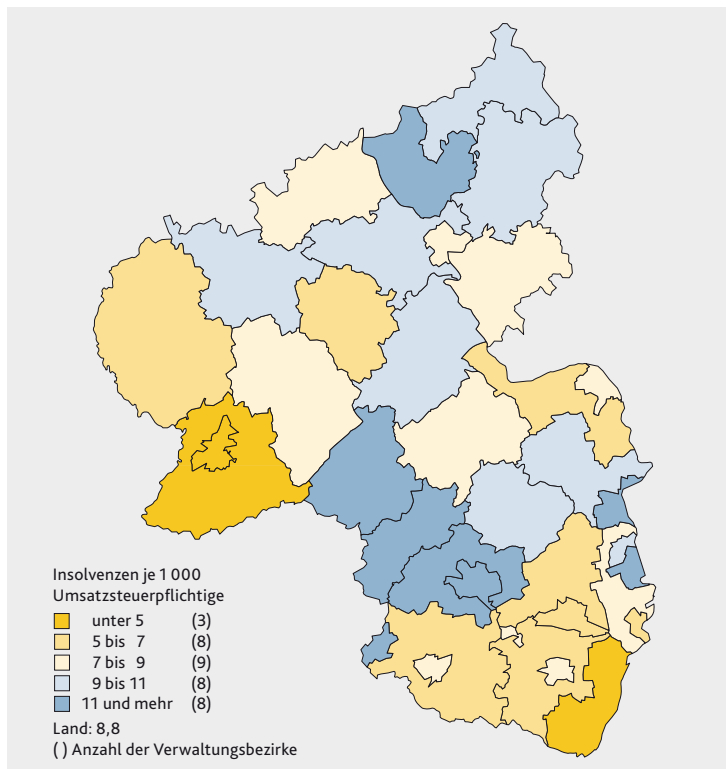 Insolvenzen je 1 000
Umsatzsteuerpflichtige
unter 5 (3)
5 bis 7 (8)
7 bis 9 (9)
9 bis 11 (8)
11 und mehr (8)
Land: 8,8
( ) Anzahl der Verwaltungsbezirke